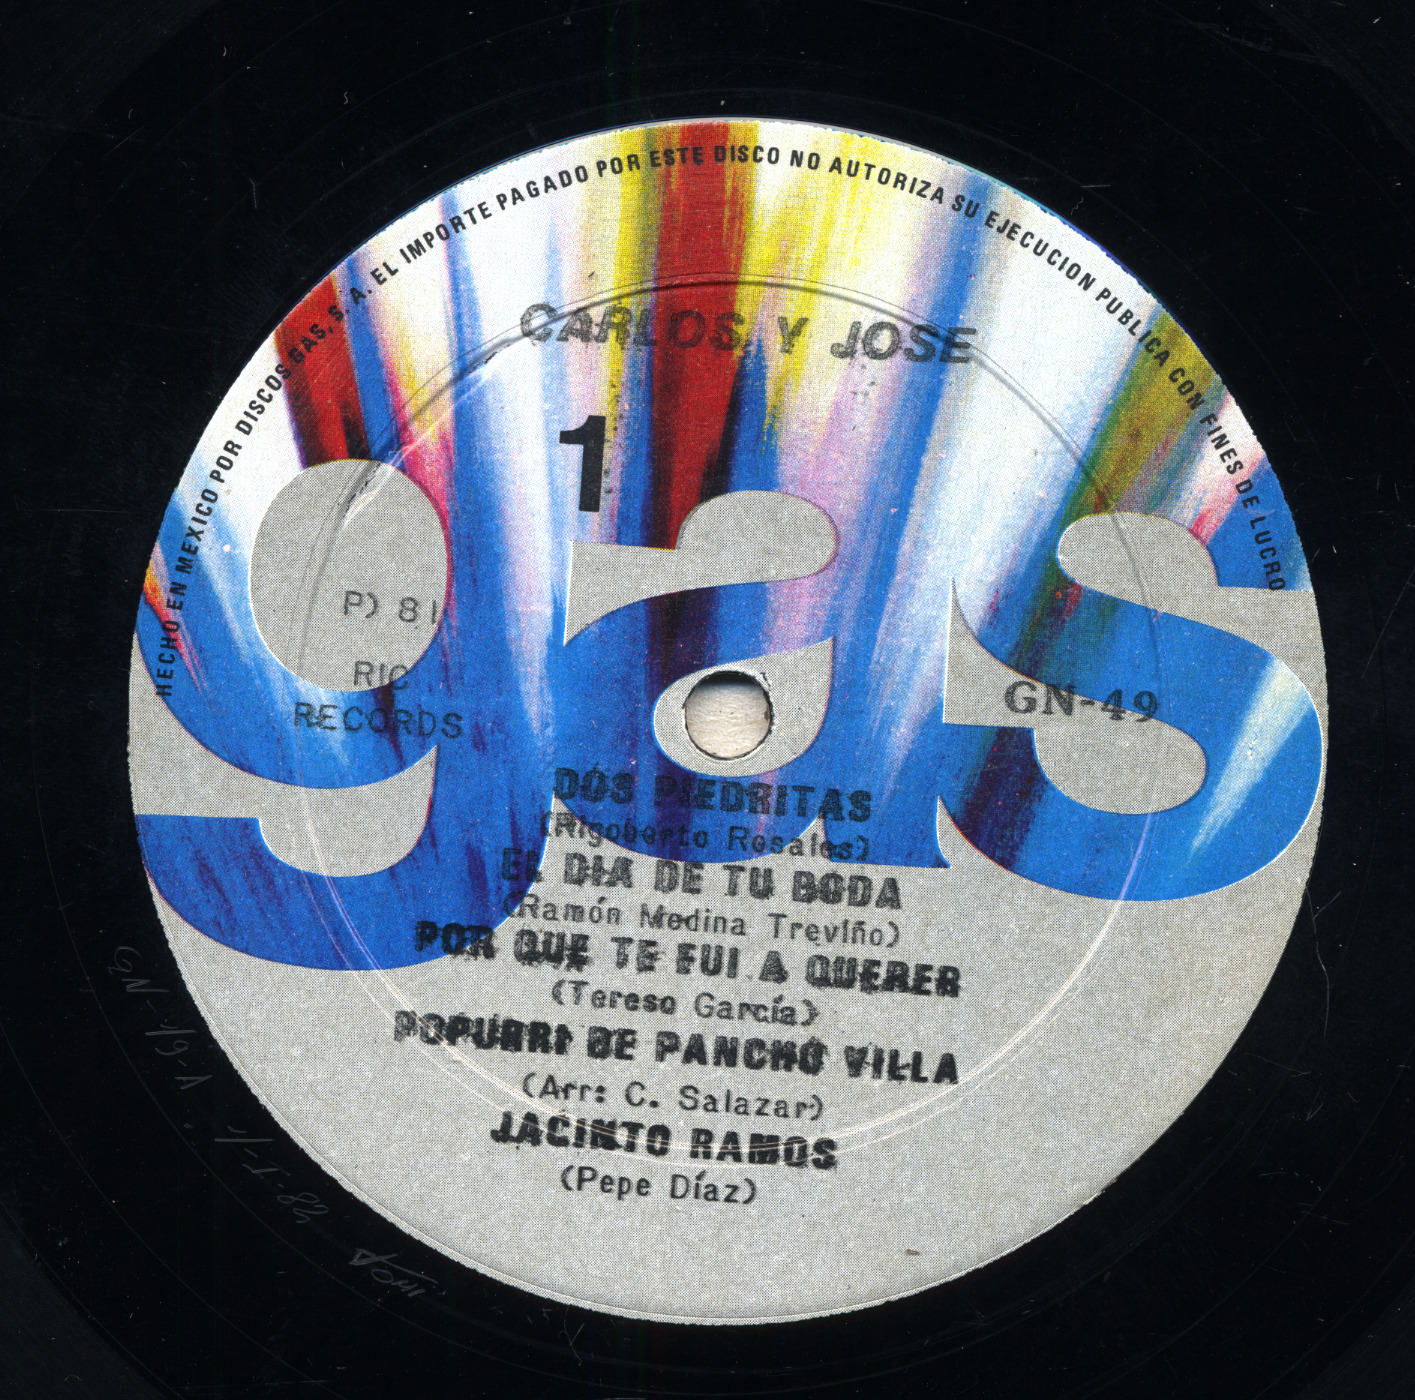 HECHO EN MEXICO POR DISCOS GAS, S. A. EL IMPORTE PAGADO POR ESTE DISCO NO AUTORIZA SU EJECUCION PUBLICA CON FINES DE LUCRO
CARLOS Y JOSE
1
gas
P) 81
RIC
RECORDS
GN-49
DOS PIEDRITAS
(Rigoberto Rosales)
EL DIA DE TU BODA
(Ramón Medina Treviño)
POR QUE TE FUI A QUERER
(Tereso García)
POPURRI DE PANCHO VILLA
(Arr: C. Salazar)
JACINTO RAMOS
(Pepe Díaz)